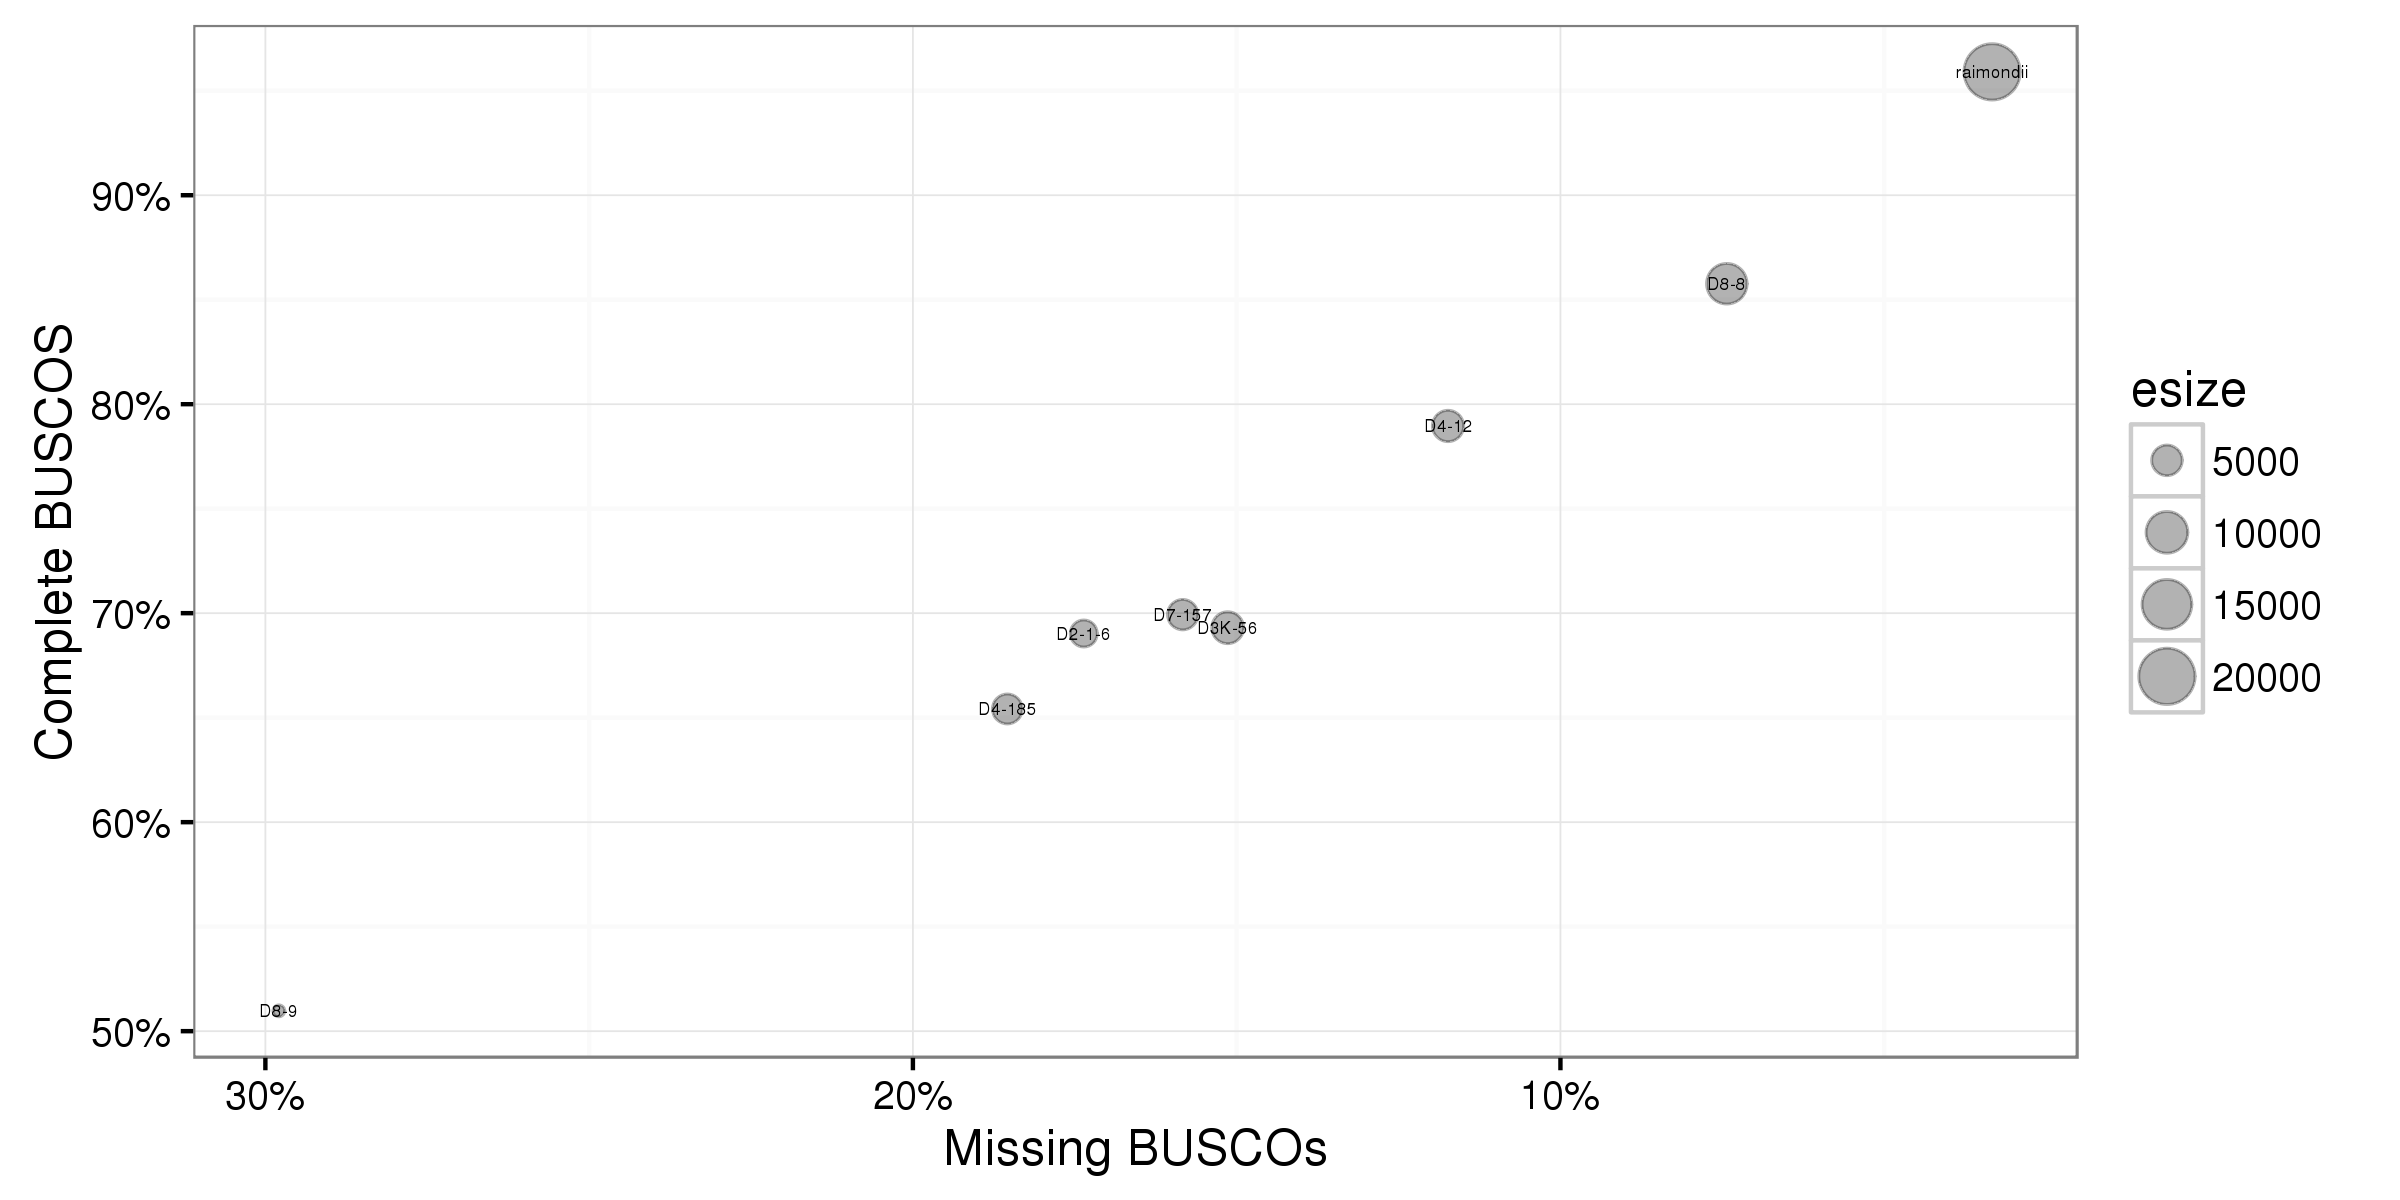 raimondii
90%
D8-8
Complete BUSCOS
80%
D4-12
70%
D7-157
D3K-56
D2-1-6
D4-185
60%
D8-9
50%
30%
20%
10%
Missing BUSCOs
esize
5000
10000
15000
20000